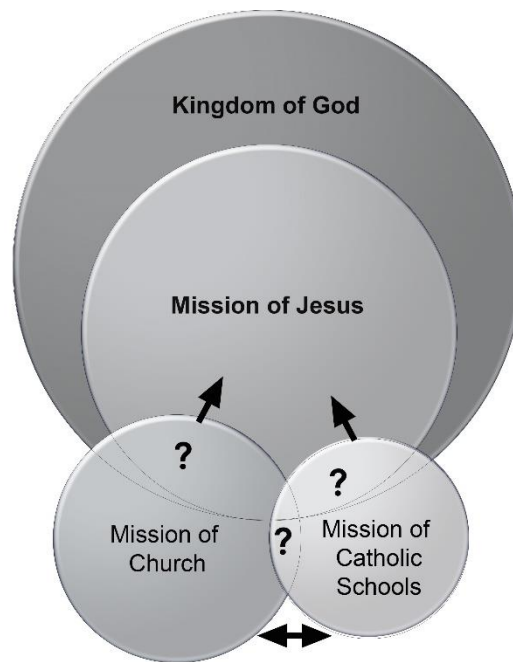 Kingdom of God
Mission of Jesus
?
?
?
Mission of
Church
Mission of
Catholic
Schools